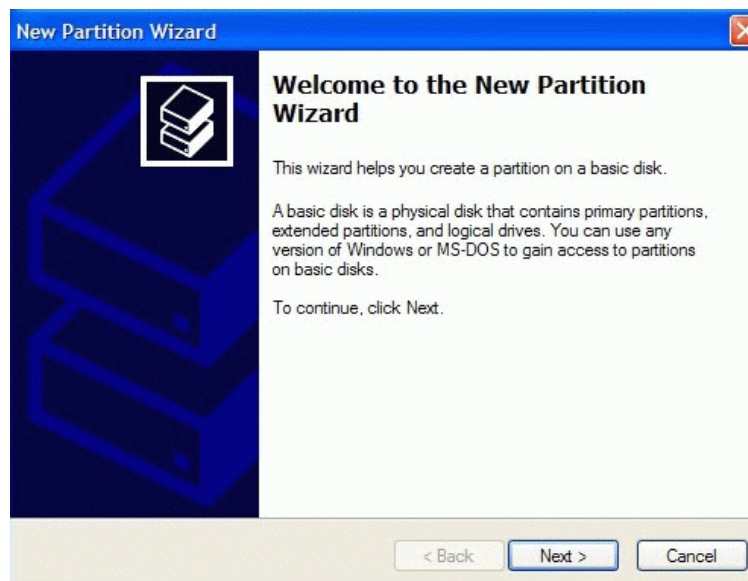 New Partition Wizard
Welcome to the New Partition
Wizard
This wizard helps you create a partition on a basic disk.
A basic disk is a physical disk that contains primary partitions,
extended partitions, and logical drives. You can use any
version of Windows or MS-DOS to gain access to partitions
on basic disks.
To continue, click Next.
< Back
Next >
Cancel